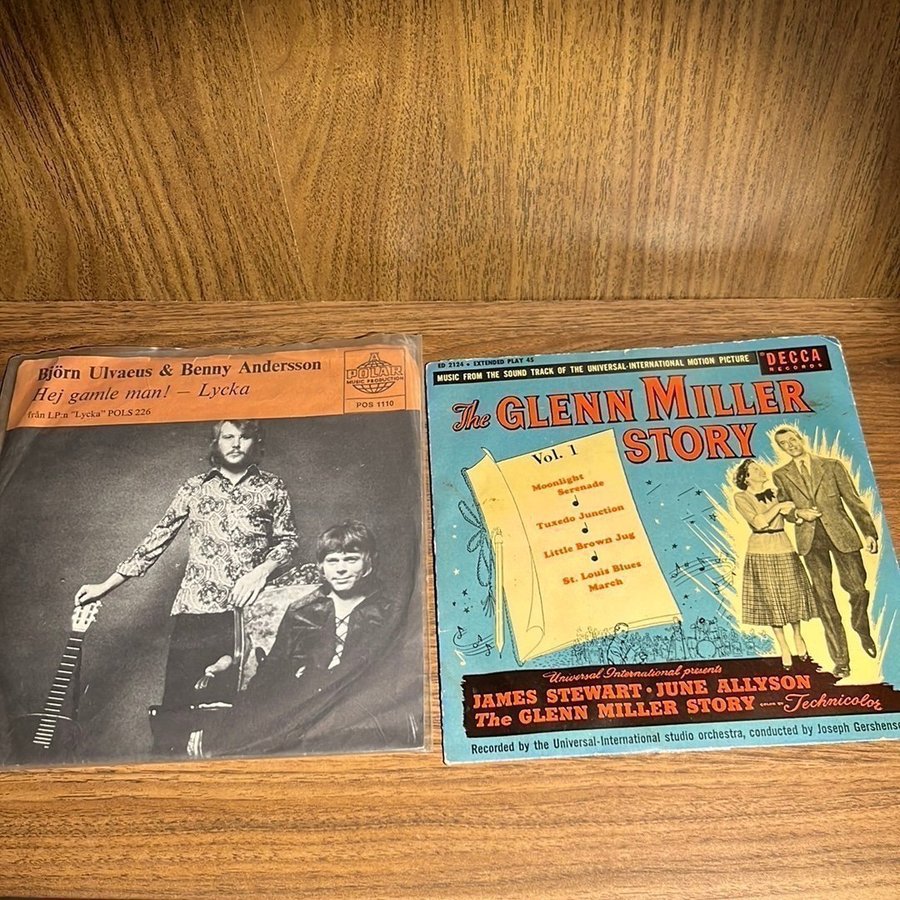 Björn Ulvaeus & Benny Andersson
Hej gamle man! – Lycka
från LP:n "Lycka" POLS 226
A
POLAR
MUSIC PRODUCTION
POS 1110
ED 2124 • EXTENDED PLAY 45
MUSIC FROM THE SOUND TRACK OF THE UNIVERSAL-INTERNATIONAL MOTION PICTURE
DECCA
RECORDS
The GLENN MILLER
STORY
Vol. 1
Moonlight
Serenade
Tuxedo Junction
Little Brown Jug
St. Louis Blues
March
Universal International presents
JAMES STEWART · JUNE ALLYSON
The GLENN MILLER STORY COLOR BY Technicolor
Recorded by the Universal-International studio orchestra, conducted by Joseph Gershenso